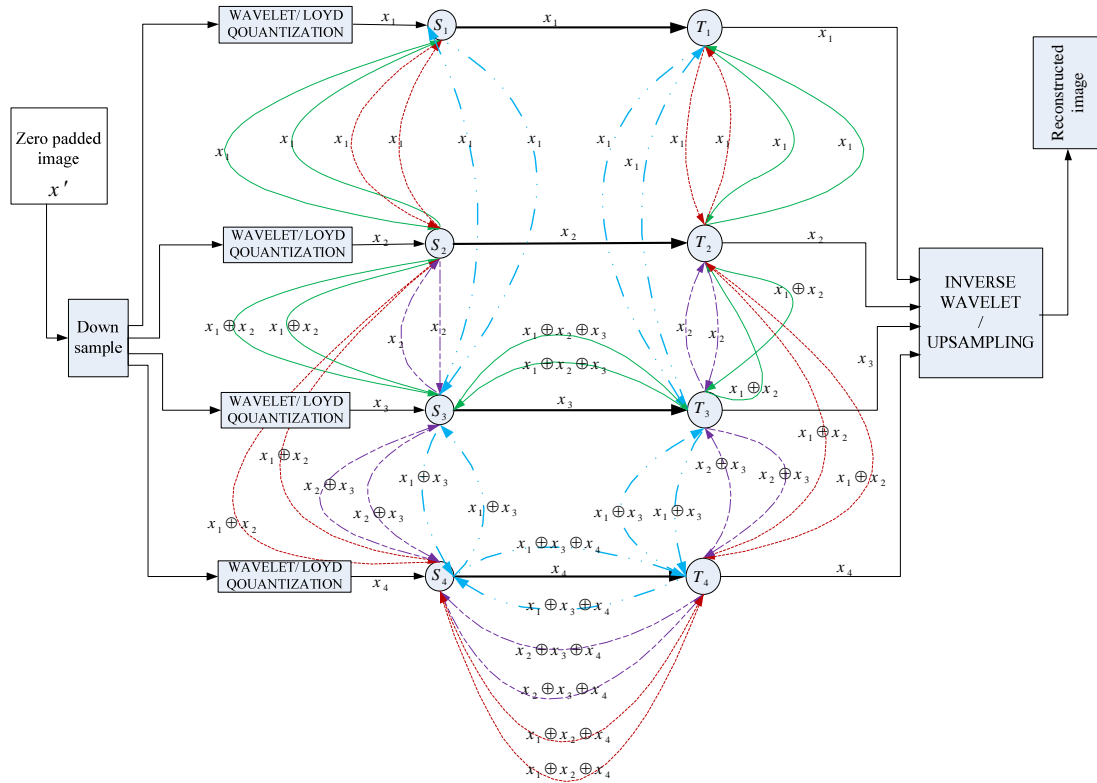 WAVELET/ LOYD
QOUANTIZATION
x₁
S₁
x₁
T₁
x₁
Reconstructed
image
Zero padded
image
x′
x₁
x₁
x₁
x₁
x₁
x₁
x₁
x₁
x₁
x₁
x₁
x₁
WAVELET/ LOYD
QOUANTIZATION
x₂
S₂
x₂
T₂
x₂
Down
sample
x₁ ⊕ x₂
x₁ ⊕ x₂
x₂
x₂
x₁ ⊕ x₂ ⊕ x₃
x₁ ⊕ x₂ ⊕ x₃
x₂
x₂
x₁ ⊕ x₂
x₁ ⊕ x₂
INVERSE
WAVELET
/
UPSAMPLING
x₃
WAVELET/ LOYD
QOUANTIZATION
x₃
S₃
x₃
T₃
x₁ ⊕ x₂
x₁ ⊕ x₂
x₂ ⊕ x₃
x₂ ⊕ x₃
x₁ ⊕ x₃
x₁ ⊕ x₃
x₁ ⊕ x₃
x₁ ⊕ x₃
x₂ ⊕ x₃
x₂ ⊕ x₃
x₁ ⊕ x₂
x₁ ⊕ x₂
WAVELET/ LOYD
QOUANTIZATION
x₄
S₄
x₁ ⊕ x₃ ⊕ x₄
x₄
T₄
x₄
x₁ ⊕ x₃ ⊕ x₄
x₂ ⊕ x₃ ⊕ x₄
x₂ ⊕ x₃ ⊕ x₄
x₁ ⊕ x₂ ⊕ x₄
x₁ ⊕ x₂ ⊕ x₄